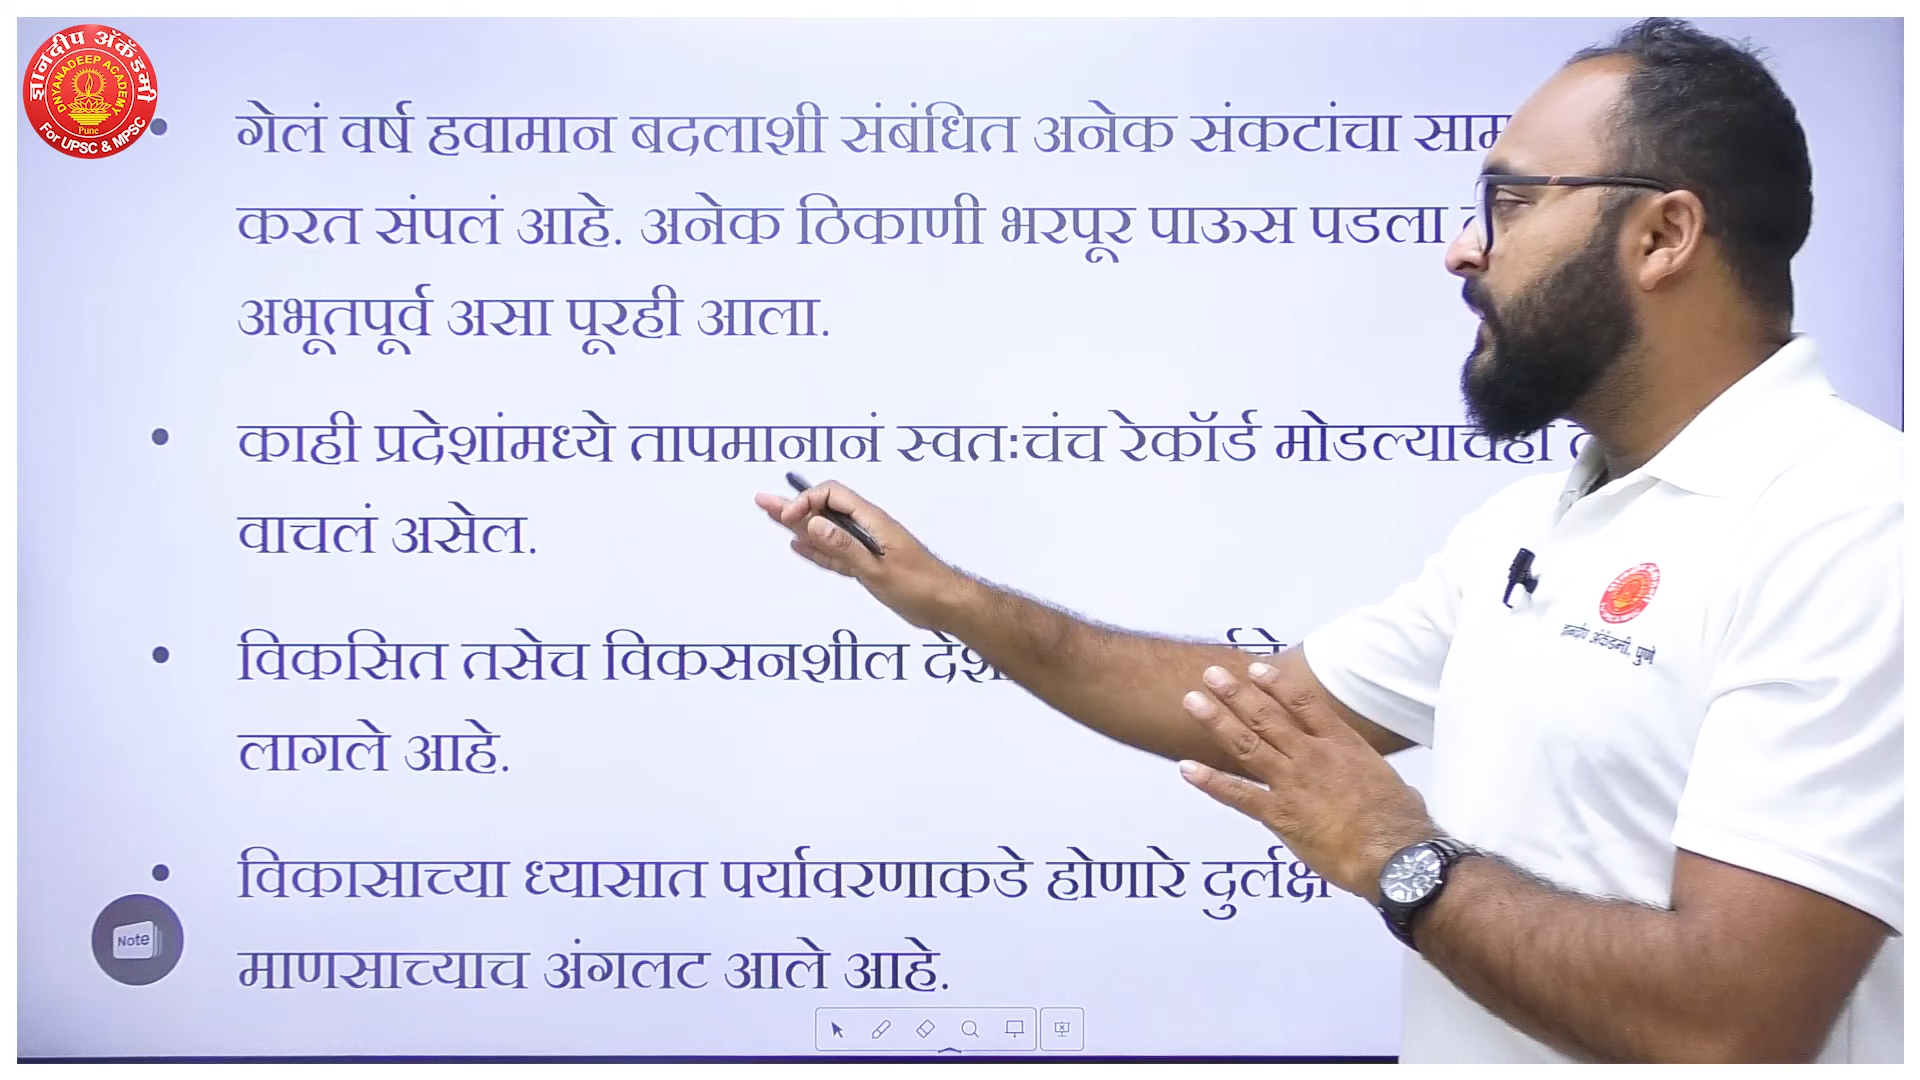 ज्ञानदीप अ‍ॅकॅडमी
DNYANADEEP ACADEMY
Pune
For UPSC & MPSC
गेलं वर्ष हवामान बदलाशी संबंधित अनेक संकटांचा
करत संपलं आहे. अनेक ठिकाणी भरपूर पाऊस पडला
अभूतपूर्व असा पूरही आला.
काही प्रदेशांमध्ये तापमानानं स्वतःचंच रेकॉर्ड मोडल्याचंही
वाचलं असेल.
विकसित तसेच विकसनशील
लागले आहे.
विकासाच्या ध्यासात पर्यावरणाकडे होणारे दुर्लक्ष
माणसाच्याच अंगलट आले आहे.
Note
ज्ञानदीप अ‍ॅकॅडमी, पुणे